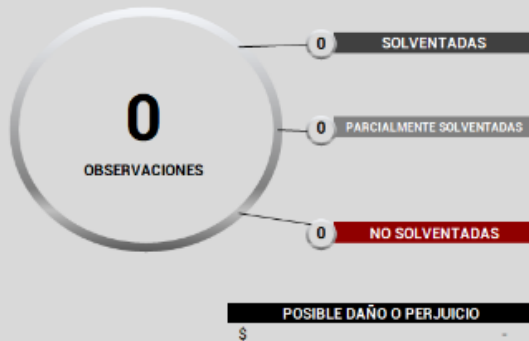 0
OBSERVACIONES
0 SOLVENTADAS
0 PARCIALMENTE SOLVENTADAS
0 NO SOLVENTADAS
POSIBLE DAÑO O PERJUICIO
$ -